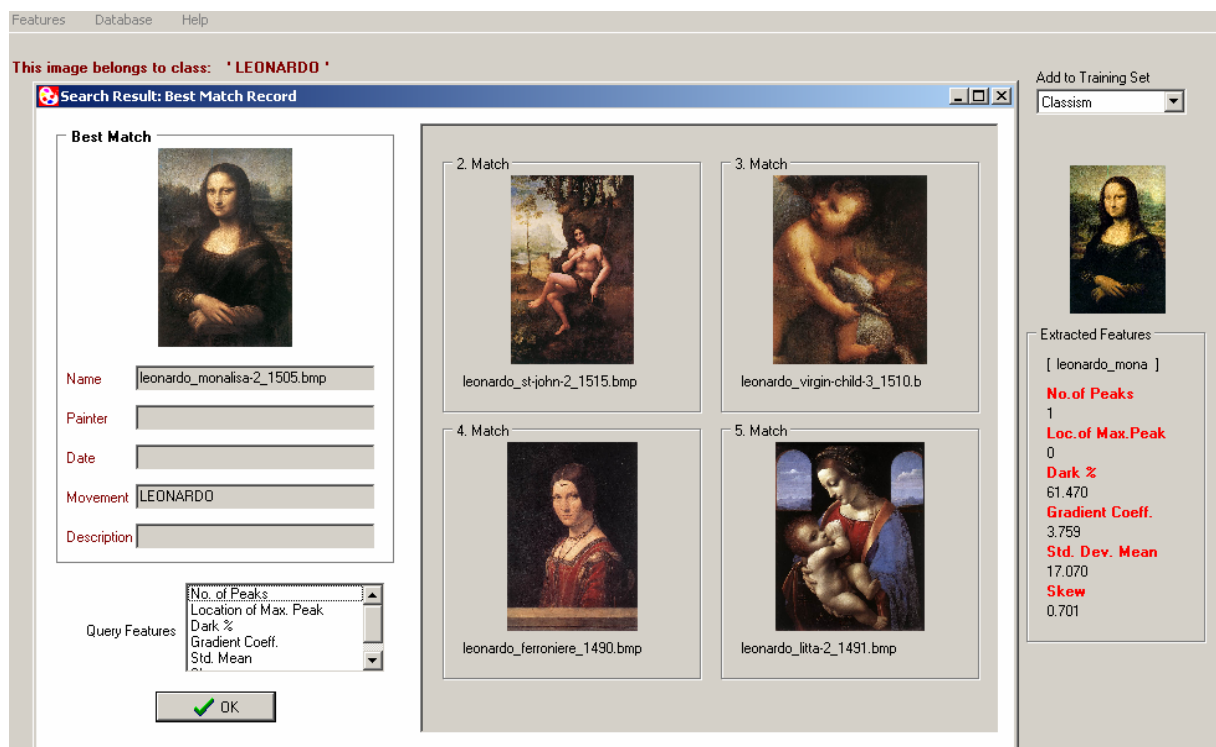 Features Database Help
This image belongs to class: ' LEONARDO '
Search Result: Best Match Record
Best Match
Name leonardo_monalisa-2_1505.bmp
Painter
Date
Movement LEONARDO
Description
Query Features
No. of Peaks
Location of Max. Peak
Dark %
Gradient Coeff.
Std. Mean
OK
2. Match
leonardo_st-john-2_1515.bmp
3. Match
leonardo_virgin-child-3_1510.b
4. Match
leonardo_ferroniere_1490.bmp
5. Match
leonardo_litta-2_1491.bmp
Add to Training Set
Classism
Extracted Features
[ leonardo_mona ]
No.of Peaks
1
Loc.of Max.Peak
0
Dark %
61.470
Gradient Coeff.
3.759
Std. Dev. Mean
17.070
Skew
0.701